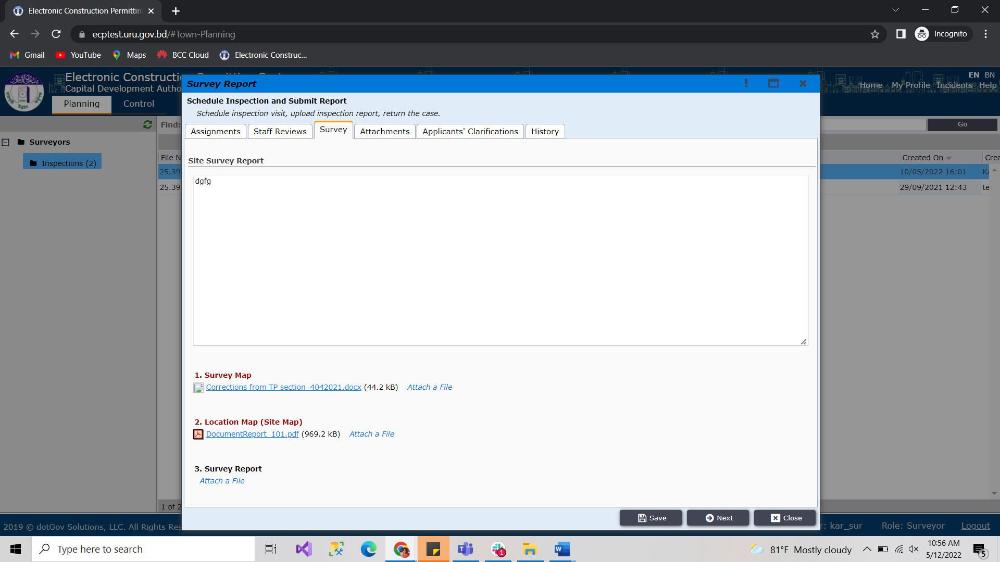 Electronic Construction Permittin
ecptest.uru.gov.bd/#Town-Planning
Incognito
Gmail
YouTube
Maps
BCC Cloud
Electronic Construc...
Electronic Constructio
Capital Development Autho
EN BN
Home My Profile Incidents Help
Planning
Control
Survey Report
Schedule Inspection and Submit Report
Schedule inspection visit, upload inspection report, return the case.
Assignments
Staff Reviews
Survey
Attachments
Applicants' Clarifications
History
Find:
Go
Surveyors
Inspections (2)
File N
Created On
Crea
25.39
10/05/2022 16:01
KA
25.39
29/09/2021 12:43
te
Site Survey Report
dgfg
1. Survey Map
Corrections from TP section_4042021.docx (44.2 kB) Attach a File
2. Location Map (Site Map)
DocumentReport_101.pdf (969.2 kB) Attach a File
3. Survey Report
Attach a File
1 of 2
Save
Next
Close
2019 © dotGov Solutions, LLC. All Rights Res
r: kar_sur
Role: Surveyor
Logout
Type here to search
1
81°F Mostly cloudy
10:56 AM
5/12/2022
5